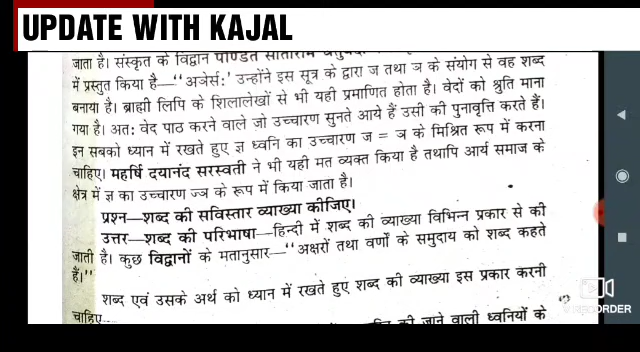 UPDATE WITH KAJAL
जाता है। संस्कृत के विद्वान पण्डित सीताराम
में प्रस्तुत किया है—''अञेर्सः' उन्होंने इस सूत्र के द्वारा ज तथा ञ के संयोग से वह शब्द
बनाया है। ब्राह्मी लिपि के शिलालेखों से भी यही प्रमाणित होता है। वेदों को श्रुति माना
गया है। अतः वेद पाठ करने वाले जो उच्चारण सुनते आये हैं उसी की पुनावृत्ति करते हैं।
इन सबको ध्यान में रखते हुए ज्ञ ध्वनि का उच्चारण ज = ञ के मिश्रित रूप में करना
चाहिए। महर्षि दयानंद सरस्वती ने भी यही मत व्यक्त किया है तथापि आर्य समाज के
क्षेत्र में ज्ञ का उच्चारण ज्ञ के रूप में किया जाता है।
प्रश्न—शब्द की सविस्तार व्याख्या कीजिए।
उत्तर—शब्द की परिभाषा—हिन्दी में शब्द की व्याख्या विभिन्न प्रकार से की
जाती है। कुछ विद्वानों के मतानुसार—''अक्षरों तथा वर्णों के समुदाय को शब्द कहते
हैं।''
शब्द एवं उसके अर्थ को ध्यान में रखते हुए शब्द की व्याख्या इस प्रकार करनी
चाहिए
की जाने वाली ध्वनियों के
RECORDER